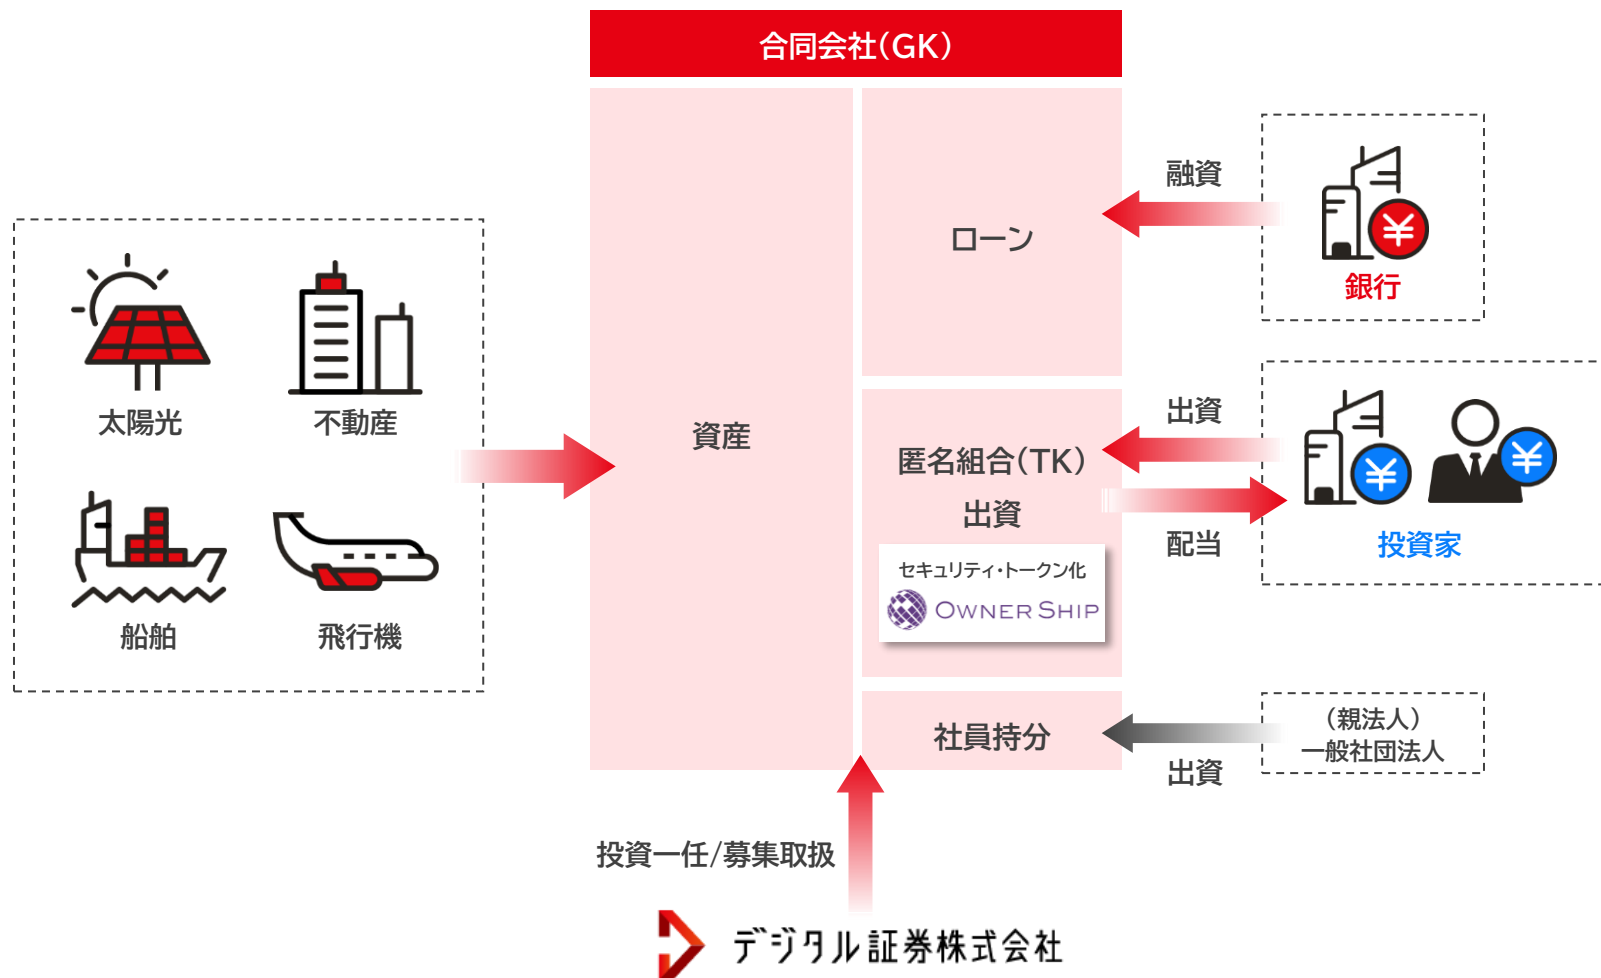 合同会社(GK)
資産
ローン
匿名組合(TK)
出資
セキュリティ・トークン化
OWNERSHIP
社員持分
太陽光
不動産
船舶
飛行機
融資
銀行
出資
配当
投資家
出資
(親法人)
一般社団法人
投資一任/募集取扱
デジタル証券株式会社